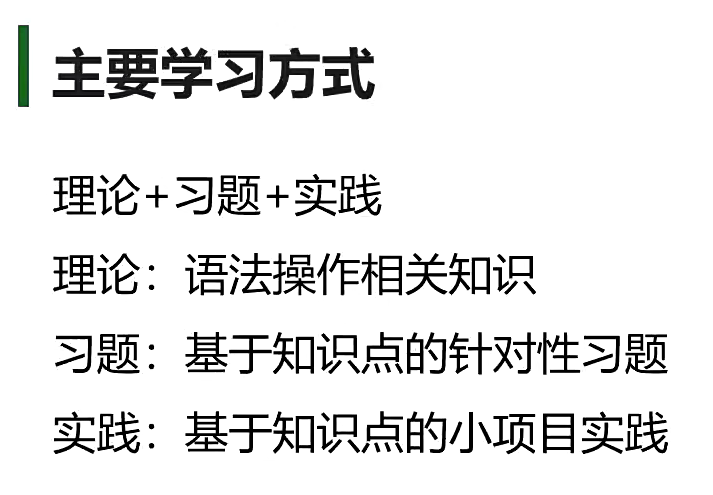 主要学习方式
理论+习题+实践
理论：语法操作相关知识
习题：基于知识点的针对性习题
实践：基于知识点的小项目实践